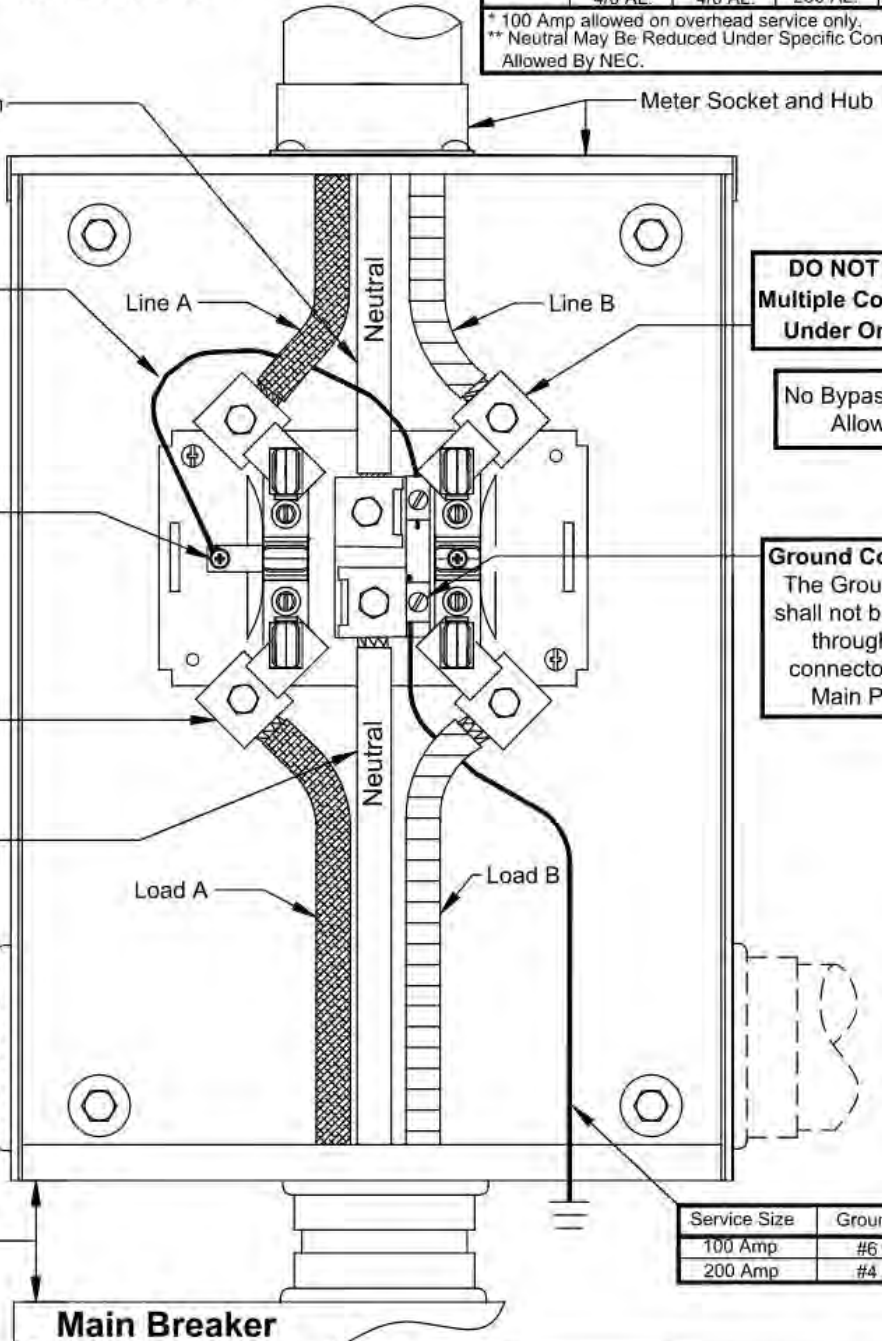 * 100 Amp allowed on overhead service only.
** Neutral May Be Reduced Under Specific Con
Allowed By NEC.
Meter Socket and Hub
Line A
Neutral
Line B
DO NOT
Multiple Co
Under Or
No Bypas
Allow
Ground Co
The Grou
shall not b
through
connecto
Main P
Neutral
Load A
Load B
Service Size Groun
100 Amp #6
200 Amp #4
Main Breaker